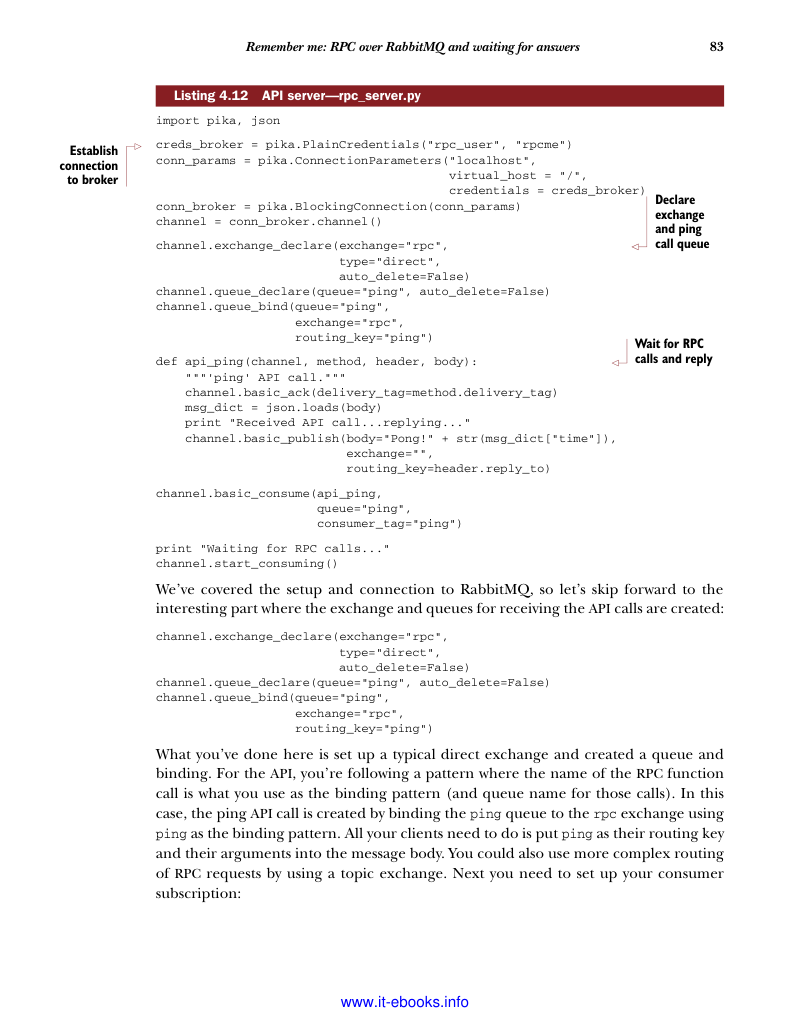 Remember me: RPC over RabbitMQ and waiting for answers 83
Listing 4.12 API server—rpc_server.py
import pika, json
Establish
connection
to broker
creds_broker = pika.PlainCredentials("rpc_user", "rpcme")
conn_params = pika.ConnectionParameters("localhost",
                                        virtual_host = "/",
                                        credentials = creds_broker)
conn_broker = pika.BlockingConnection(conn_params)
channel = conn_broker.channel()
Declare
exchange
and ping
call queue
channel.exchange_declare(exchange="rpc",
                         type="direct",
                         auto_delete=False)
channel.queue_declare(queue="ping", auto_delete=False)
channel.queue_bind(queue="ping",
                   exchange="rpc",
                   routing_key="ping")
Wait for RPC
calls and reply
def api_ping(channel, method, header, body):
    """'ping' API call."""
    channel.basic_ack(delivery_tag=method.delivery_tag)
    msg_dict = json.loads(body)
    print "Received API call...replying..."
    channel.basic_publish(body="Pong!" + str(msg_dict["time"]),
                          exchange="",
                          routing_key=header.reply_to)
channel.basic_consume(api_ping,
                      queue="ping",
                      consumer_tag="ping")
print "Waiting for RPC calls..."
channel.start_consuming()
We've covered the setup and connection to RabbitMQ, so let's skip forward to the
interesting part where the exchange and queues for receiving the API calls are created:
channel.exchange_declare(exchange="rpc",
                         type="direct",
                         auto_delete=False)
channel.queue_declare(queue="ping", auto_delete=False)
channel.queue_bind(queue="ping",
                   exchange="rpc",
                   routing_key="ping")
What you've done here is set up a typical direct exchange and created a queue and
binding. For the API, you're following a pattern where the name of the RPC function
call is what you use as the binding pattern (and queue name for those calls). In this
case, the ping API call is created by binding the ping queue to the rpc exchange using
ping as the binding pattern. All your clients need to do is put ping as their routing key
and their arguments into the message body. You could also use more complex routing
of RPC requests by using a topic exchange. Next you need to set up your consumer
subscription:
www.it-ebooks.info